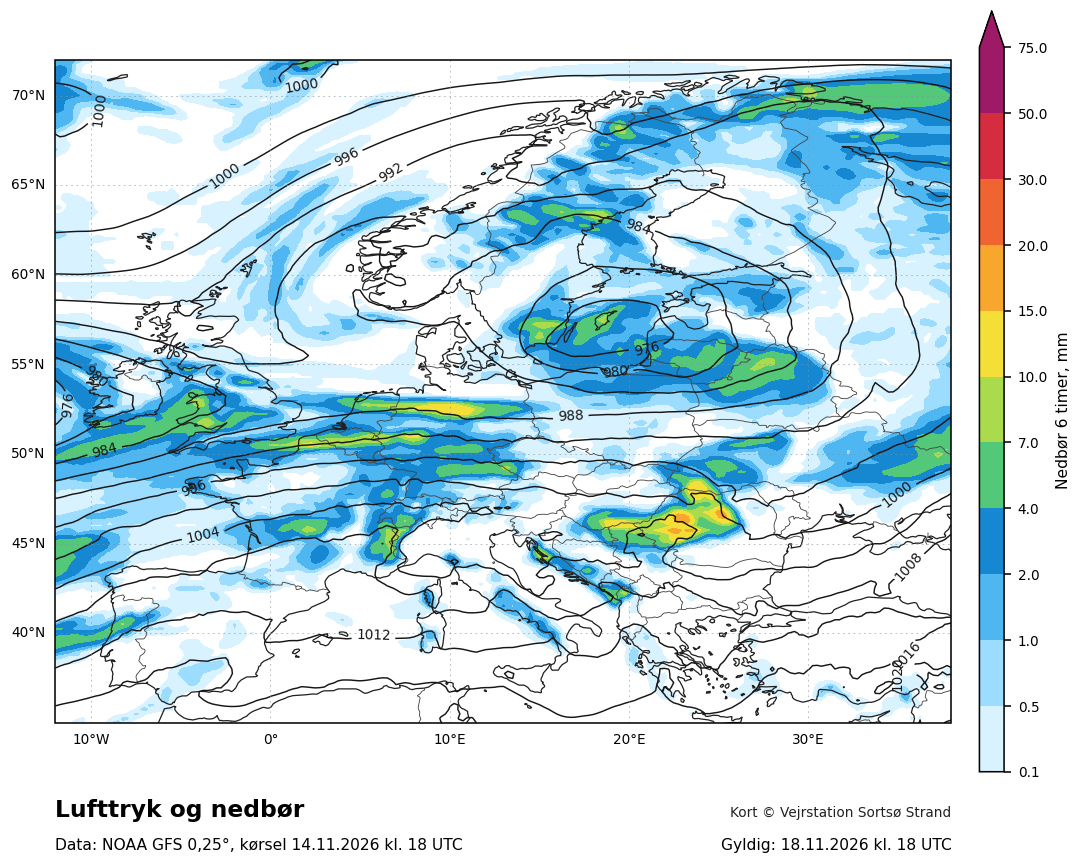 70°N
65°N
60°N
55°N
50°N
45°N
40°N
10°W
0°
10°E
20°E
30°E
1000
1000
1000
996
992
984
976
980
988
980
976
984
996
1004
1012
1000
1008
1016
1020
75.0
50.0
30.0
20.0
15.0
10.0
7.0
4.0
2.0
1.0
0.5
0.1
Nedbør 6 timer, mm
Lufttryk og nedbør
Kort © Vejrstation Sortsø Strand
Data: NOAA GFS 0,25°, kørsel 14.11.2026 kl. 18 UTC
Gyldig: 18.11.2026 kl. 18 UTC